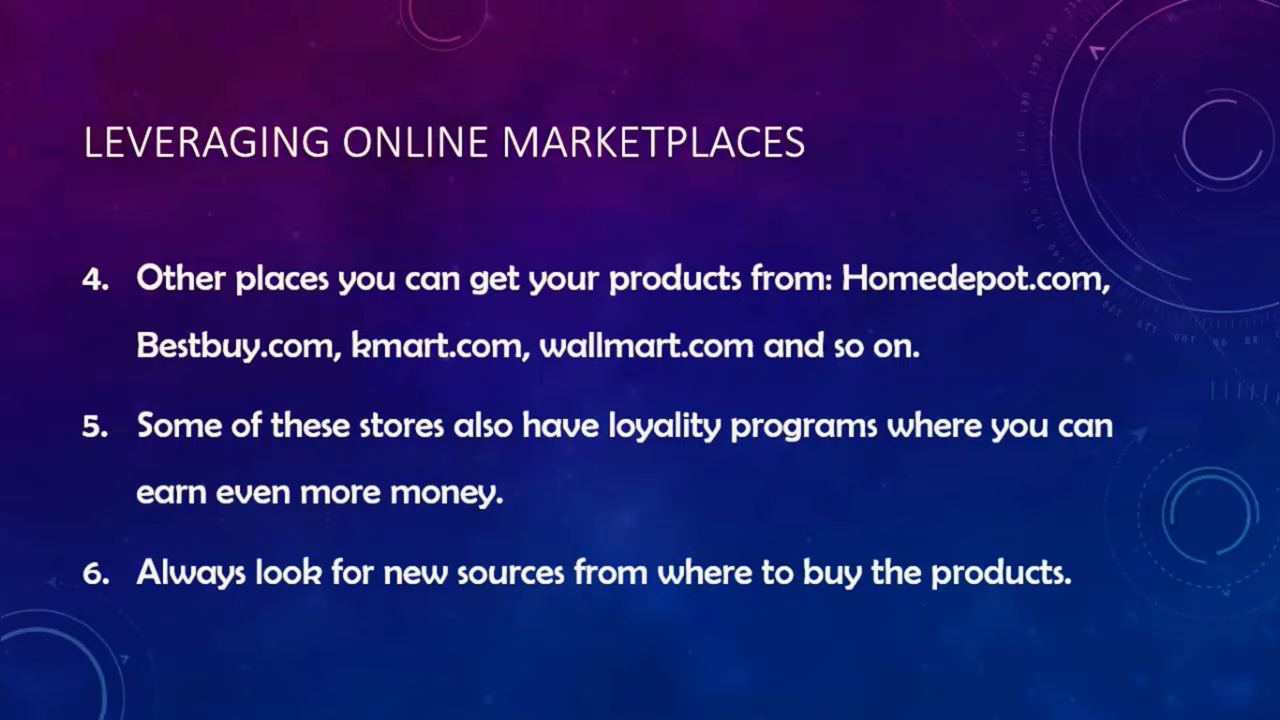 LEVERAGING ONLINE MARKETPLACES
4. Other places you can get your products from: Homedepot.com,
Bestbuy.com, kmart.com, wallmart.com and so on.
5. Some of these stores also have loyality programs where you can
earn even more money.
6. Always look for new sources from where to buy the products.